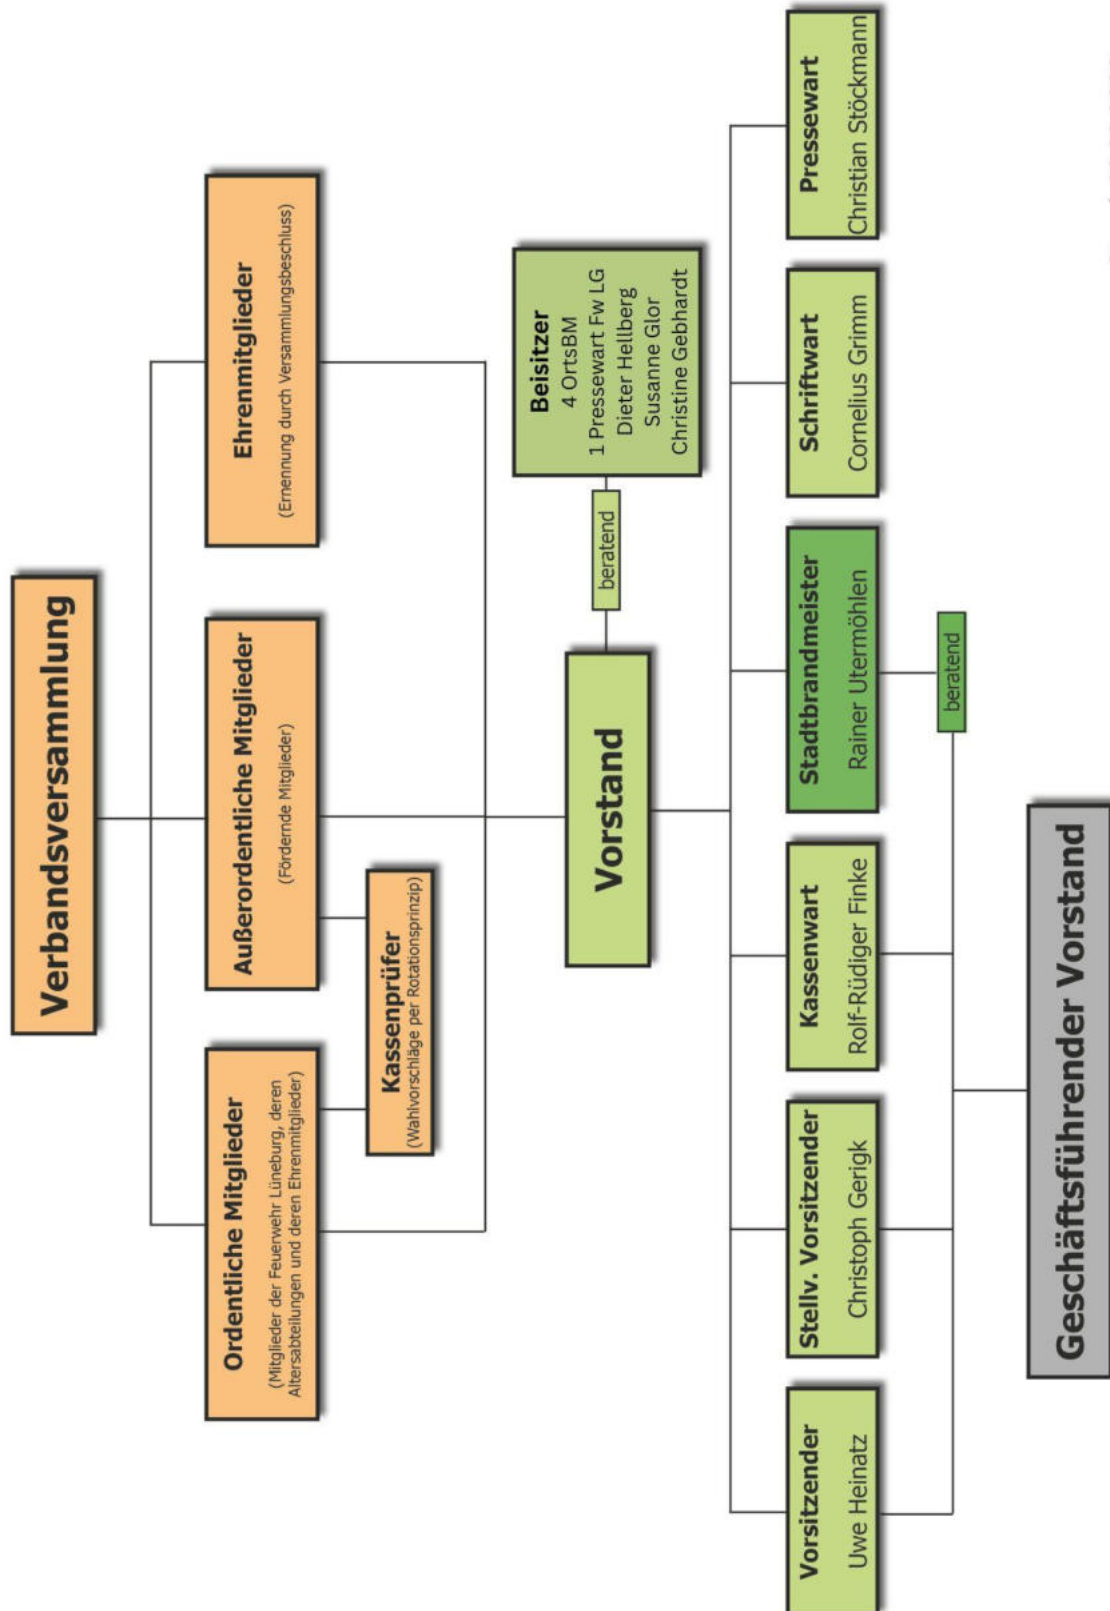 Verbandsversammlung
Ordentliche Mitglieder
(Mitglieder der Feuerwehr Lüneburg, deren
Altersabteilungen und deren Ehrenmitglieder)
Außerordentliche Mitglieder
(Fördernde Mitglieder)
Ehrenmitglieder
(Ernennung durch Versammlungsbeschluss)
Kassenprüfer
(Wahlvorschläge per Rotationsprinzip)
Vorstand
beratend
Beisitzer
4 OrtsBM
1 Pressewart Fw LG
Dieter Hellberg
Susanne Glor
Christine Gebhardt
Vorsitzender
Uwe Heinatz
Stellv. Vorsitzender
Christoph Gerigk
Kassenwart
Rolf-Rüdiger Finke
Stadtbrandmeister
Rainer Utermöhlen
Schriftwart
Cornelius Grimm
Pressewart
Christian Stöckmann
beratend
Geschäftsführender Vorstand